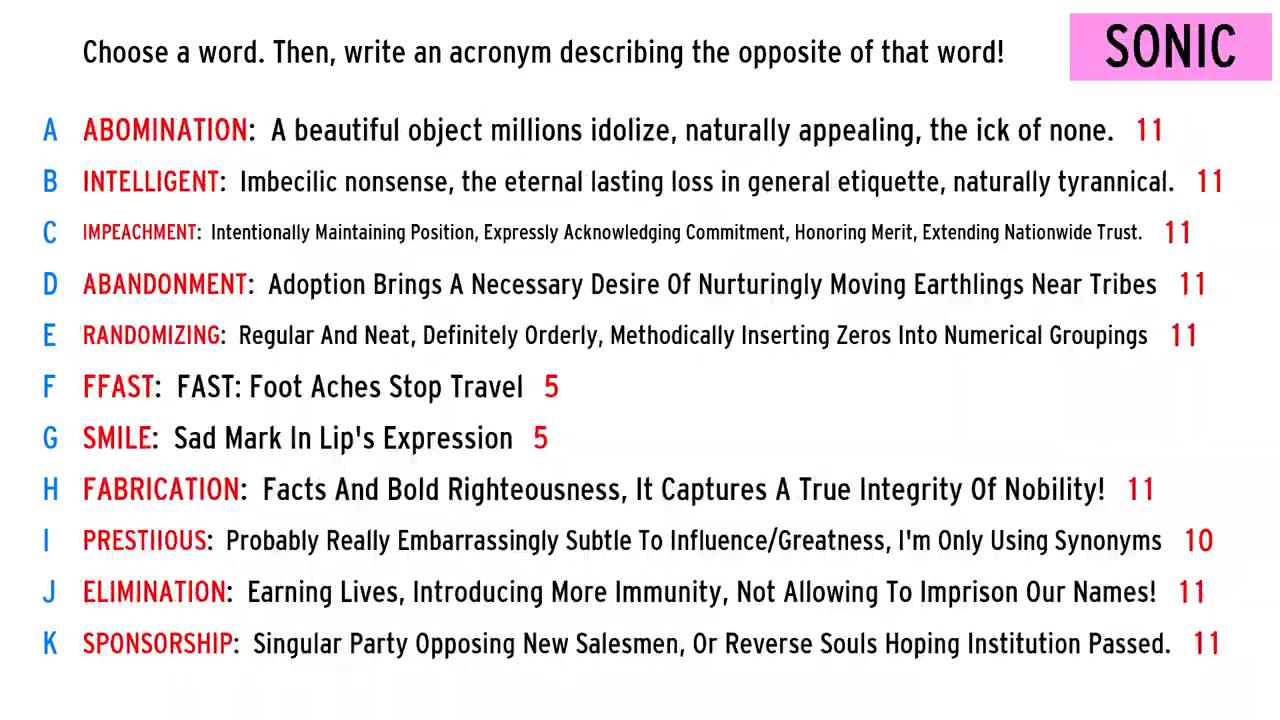 Choose a word. Then, write an acronym describing the opposite of that word!
SONIC
A ABOMINATION: A beautiful object millions idolize, naturally appealing, the ick of none. 11
B INTELLIGENT: Imbecilic nonsense, the eternal lasting loss in general etiquette, naturally tyrannical. 11
C IMPEACHMENT: Intentionally Maintaining Position, Expressly Acknowledging Commitment, Honoring Merit, Extending Nationwide Trust. 11
D ABANDONMENT: Adoption Brings A Necessary Desire Of Nurturingly Moving Earthlings Near Tribes 11
E RANDOMIZING: Regular And Neat, Definitely Orderly, Methodically Inserting Zeros Into Numerical Groupings 11
F FFAST: FAST: Foot Aches Stop Travel 5
G SMILE: Sad Mark In Lip's Expression 5
H FABRICATION: Facts And Bold Righteousness, It Captures A True Integrity Of Nobility! 11
I PRESTIIOUS: Probably Really Embarrassingly Subtle To Influence/Greatness, I'm Only Using Synonyms 10
J ELIMINATION: Earning Lives, Introducing More Immunity, Not Allowing To Imprison Our Names! 11
K SPONSORSHIP: Singular Party Opposing New Salesmen, Or Reverse Souls Hoping Institution Passed. 11